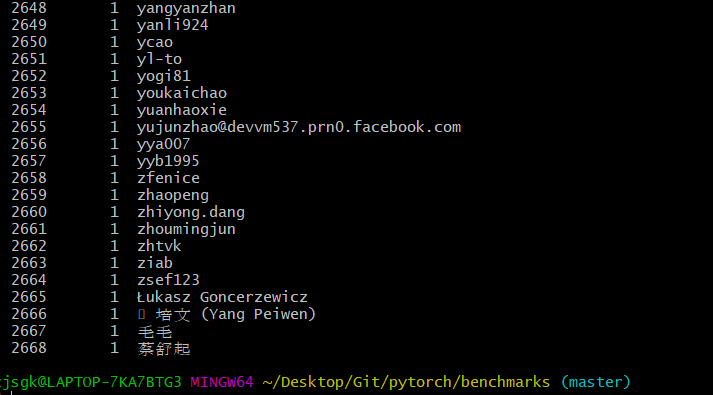 2648 1 yangyanzhan
2649 1 yanli924
2650 1 ycao
2651 1 yl-to
2652 1 yogi81
2653 1 youkaichao
2654 1 yuanhaoxie
2655 1 yujunzhao@devvm537.prn0.facebook.com
2656 1 yya007
2657 1 yyb1995
2658 1 zfenice
2659 1 zhaopeng
2660 1 zhiyong.dang
2661 1 zhoumingjun
2662 1 zhtvk
2663 1 ziab
2664 1 zsef123
2665 1 Łukasz Goncerzewicz
2666 1 培文 (Yang Peiwen)
2667 1 毛毛
2668 1 蔡舒起
jsgk@LAPTOP-7KA7BTG3 MINGW64 ~/Desktop/Git/pytorch/benchmarks (master)